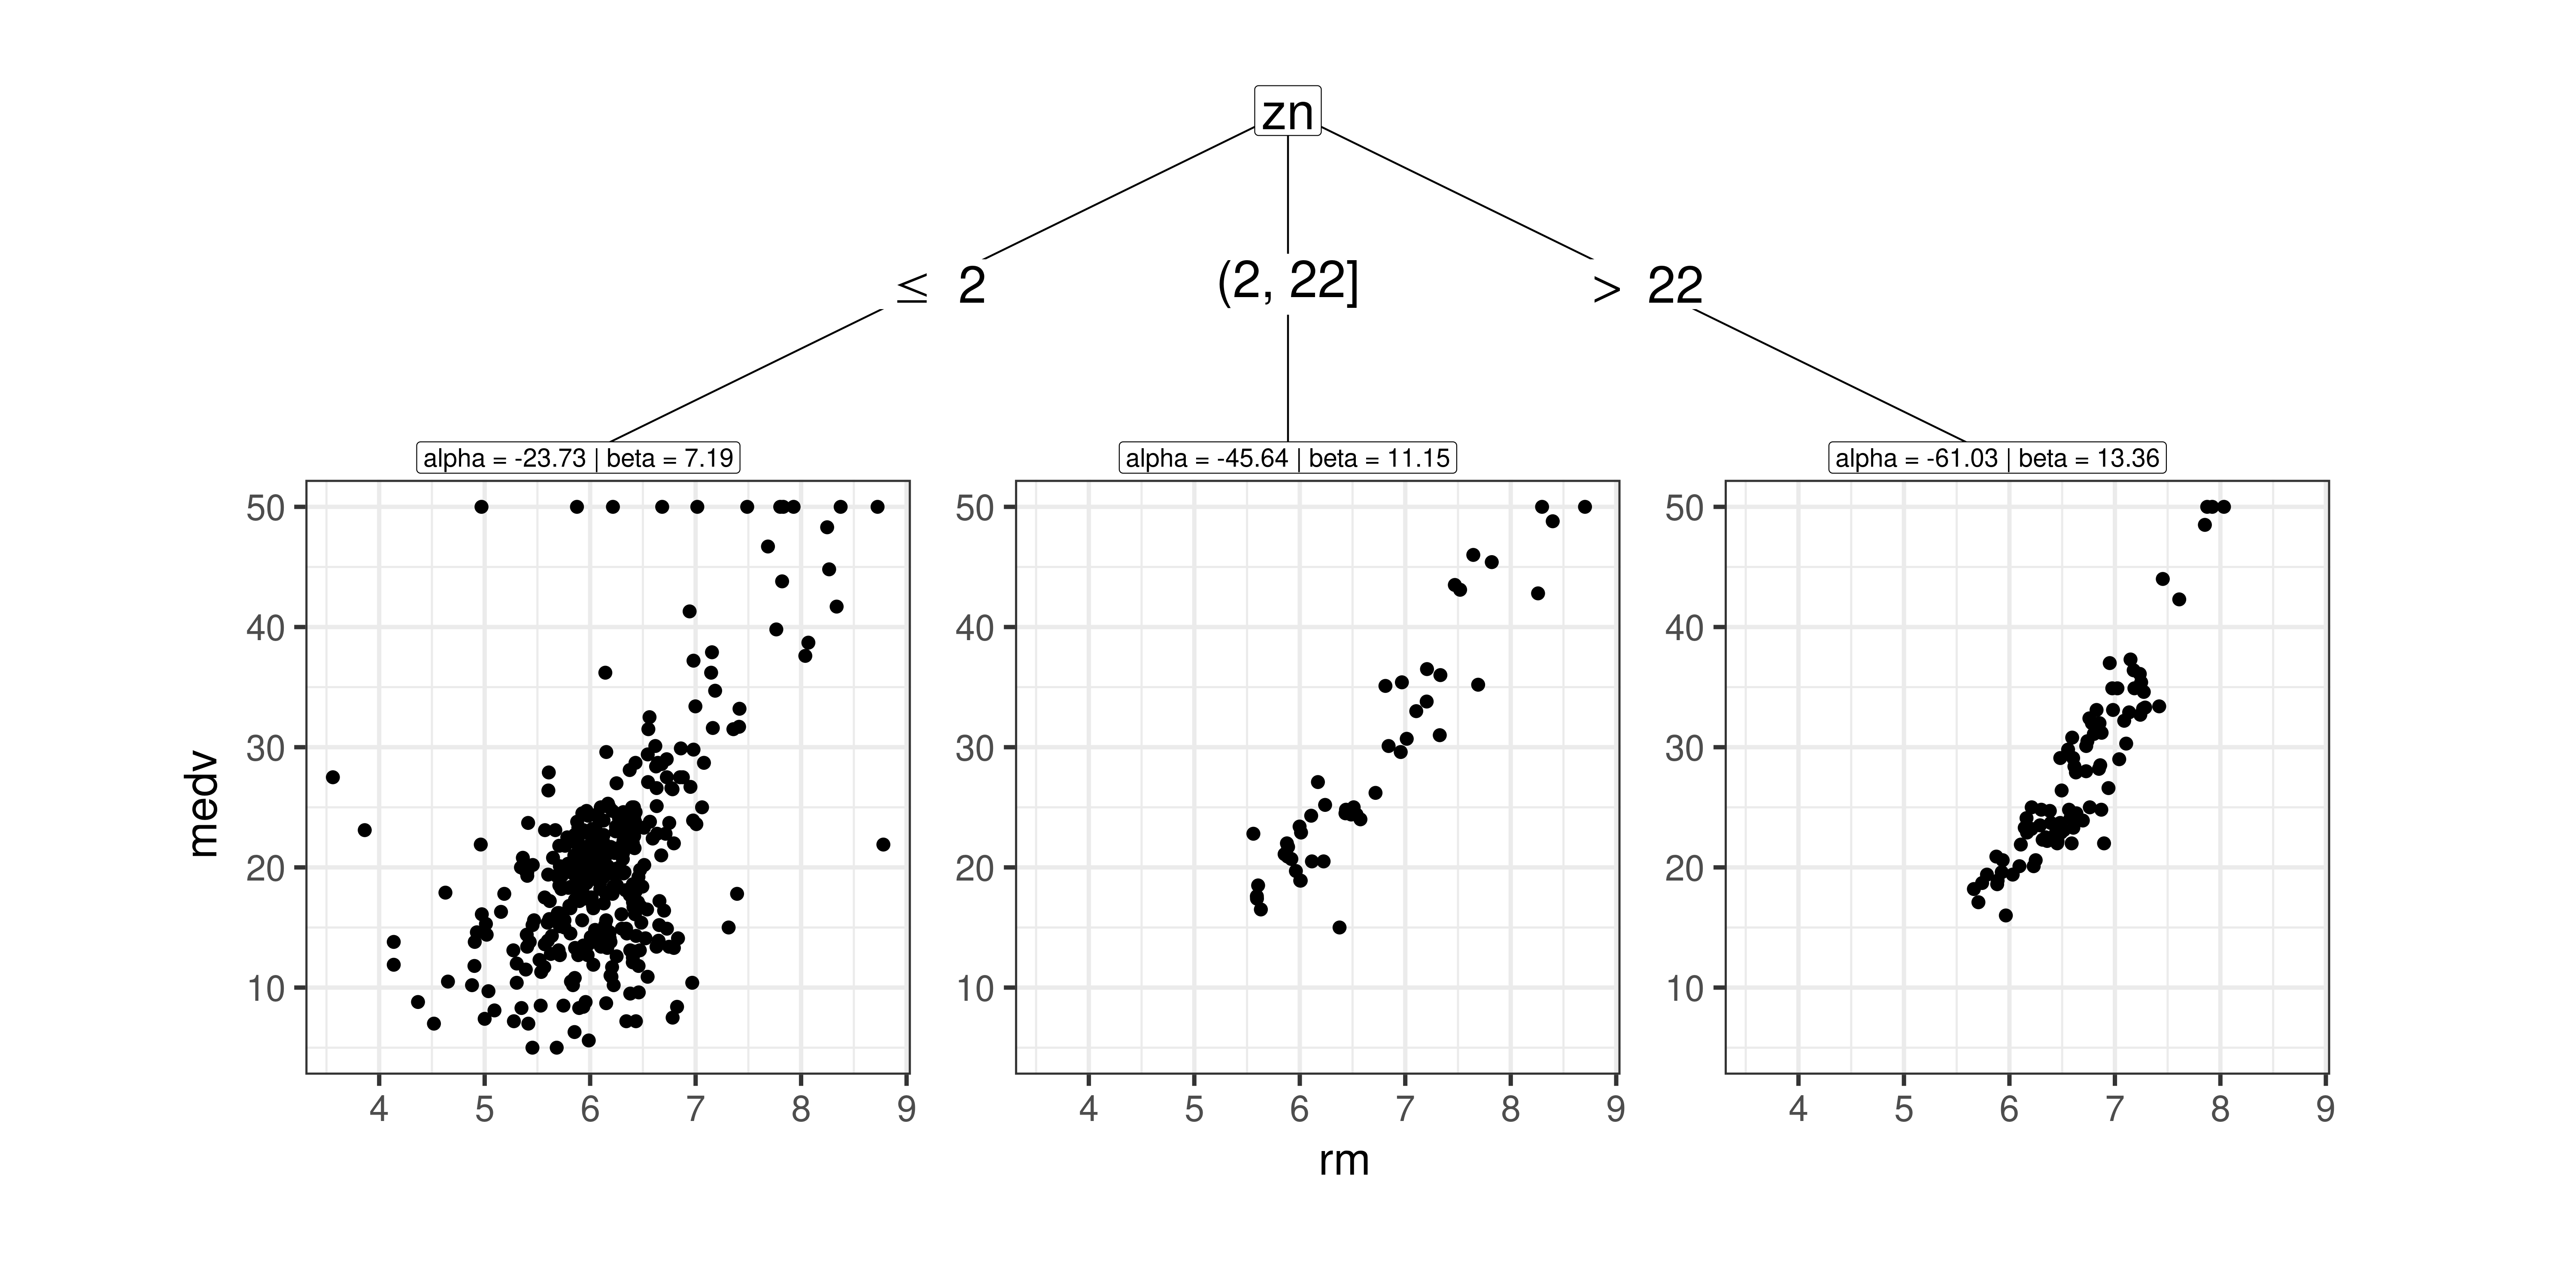 zn
≤ 2
(2, 22]
> 22
alpha = -23.73 | beta = 7.19
alpha = -45.64 | beta = 11.15
alpha = -61.03 | beta = 13.36
medv
50
40
30
20
10
4 5 6 7 8 9
50
40
30
20
10
4 5 6 7 8 9
50
40
30
20
10
4 5 6 7 8 9
rm